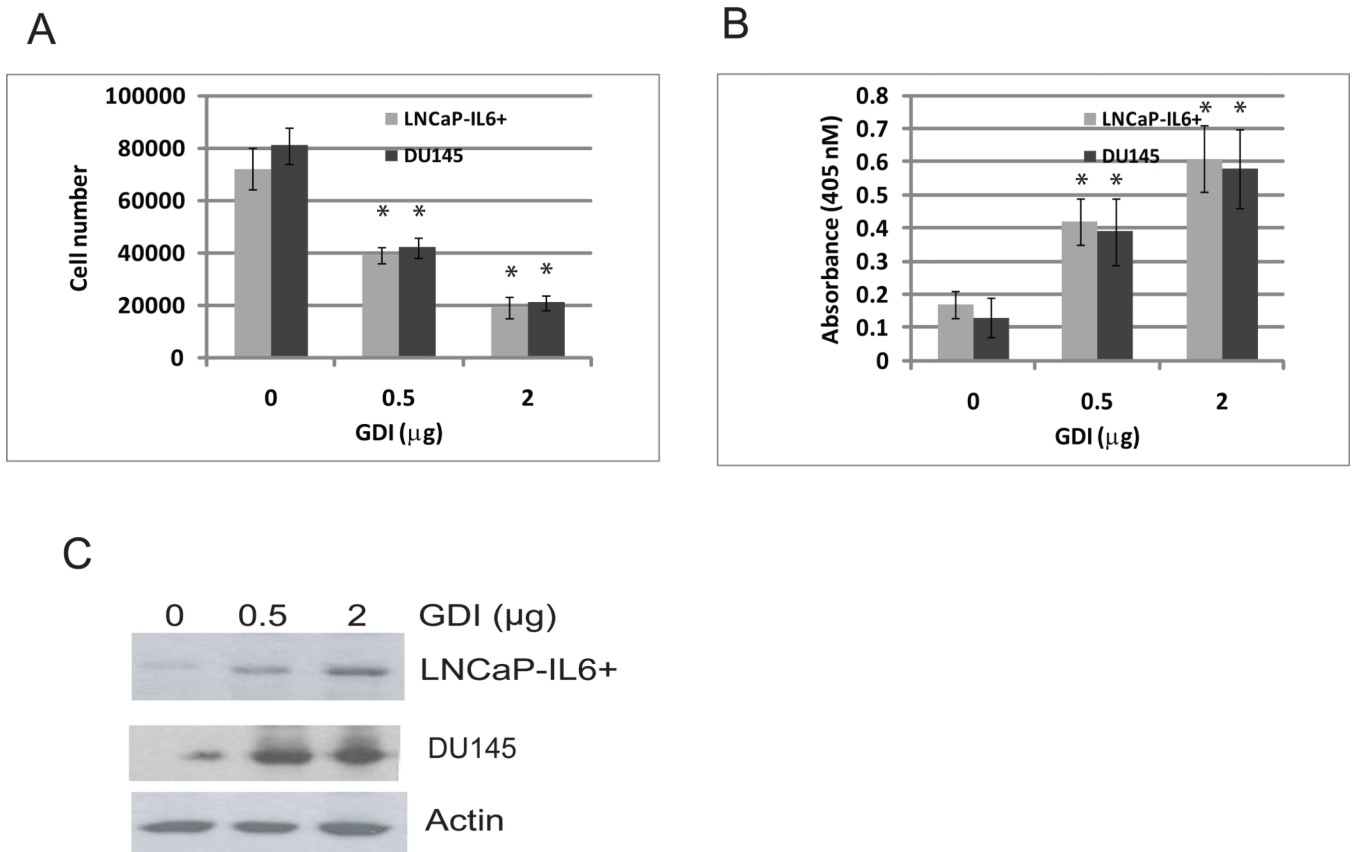 A
100000
80000
60000
40000
20000
0
Cell number
LNCaP-IL6+
DU145
* *
* *
0 0.5 2
GDI (µg)
B
0.8
0.7
0.6
0.5
0.4
0.3
0.2
0.1
0
Absorbance (405 nM)
LNCaP-IL6+
DU145
* *
* *
0 0.5 2
GDI (µg)
C
0 0.5 2 GDI (µg)
LNCaP-IL6+
DU145
Actin